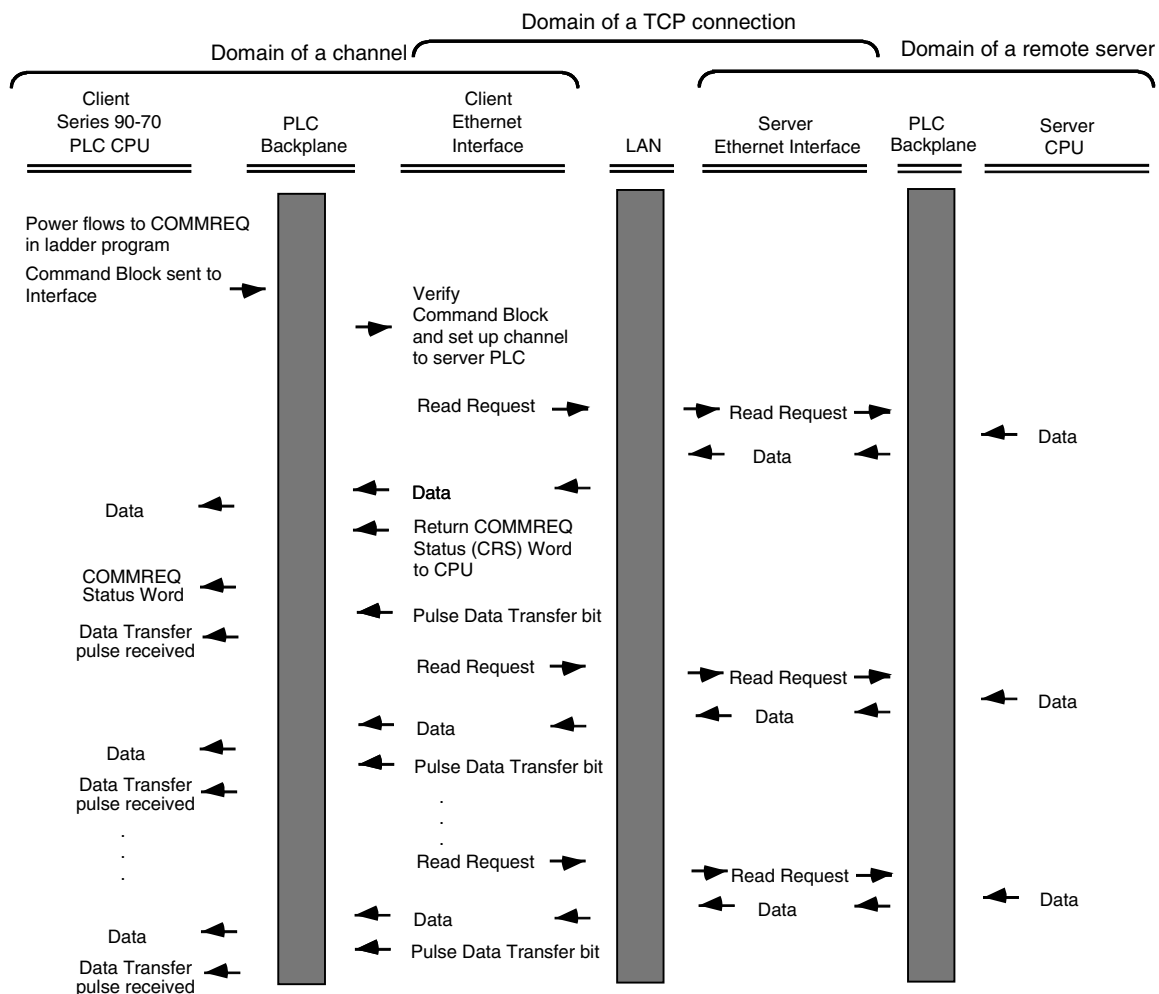 Domain of a TCP connection
Domain of a channel
Domain of a remote server
Client
Series 90-70
PLC CPU
PLC
Backplane
Client
Ethernet
Interface
LAN
Server
Ethernet Interface
PLC
Backplane
Server
CPU
Power flows to COMMREQ
in ladder program
Command Block sent to
Interface
Verify
Command Block
and set up channel
to server PLC
Read Request
Read Request
Data
Data
Data
Data
Return COMMREQ
Status (CRS) Word
to CPU
COMMREQ
Status Word
Pulse Data Transfer bit
Data Transfer
pulse received
Read Request
Read Request
Data
Data
Data
Data
Pulse Data Transfer bit
Data Transfer
pulse received
.
.
.
.
.
.
Read Request
Read Request
Data
Data
Data
Data
Pulse Data Transfer bit
Data Transfer
pulse received